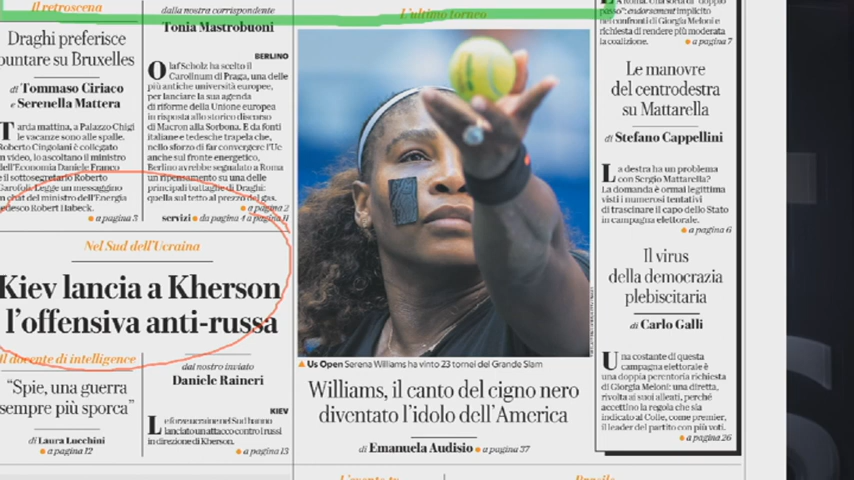 Il retroscena
Draghi preferisce
puntare su Bruxelles
di Tommaso Ciriaco
e Serenella Mattera
Tarda mattina, a Palazzo Chigi
le vacanze sono alle spalle.
Roberto Cingolani è collegato
in video, lo ascoltano il ministro
dell'Economia Daniele Franco
e il sottosegretario Roberto
Garofoli. Legge un messaggino
in chat del ministro dell'Energia
tedesco Robert Habeck.
a pagina 3
dalla nostra corrispondente
Tonia Mastrobuoni
BERLINO
Olaf Scholz ha scelto il
Carolinum di Praga, una delle
più antiche università europee,
per lanciare la sua agenda
di riforme della Unione europea
in risposta allo storico discorso
di Macron alla Sorbona. E da fonti
italiane e tedesche trapela che,
nello sforzo di far convergere l'Ue
anche sul fronte energetico,
Berlino avrebbe segnalato a Roma
un ripensamento su una delle
principali battaglie di Draghi:
quella sul tetto al prezzo del gas.
a pagina 2
servizi da pagina 4 a pagina 11
Nel Sud dell'Ucraina
Kiev lancia a Kherson
l'offensiva anti-russa
Il docente di intelligence
"Spie, una guerra
sempre più sporca"
di Laura Lucchini
a pagina 12
dal nostro inviato
Daniele Raineri
KIEV
Le forze ucraine nel Sud hanno
lanciato un attacco contro i russi
in direzione di Kherson.
a pagina 13
L'ultimo torneo
Us Open Serena Williams ha vinto 23 tornei del Grande Slam
Williams, il canto del cigno nero
diventato l'idolo dell'America
di Emanuela Audisio a pagina 37
passo": endorsement implicito
nei confronti di Giorgia Meloni e
richiesta di rendere più moderata
la coalizione.
a pagina 7
Le manovre
del centrodestra
su Mattarella
di Stefano Cappellini
La destra ha un problema
con Sergio Mattarella?
La domanda è ormai legittima
visti i numerosi tentativi
di trascinare il capo dello Stato
in campagna elettorale.
a pagina 6
Il virus
della democrazia
plebiscitaria
di Carlo Galli
Una costante di questa
campagna elettorale è
una doppia perentoria richiesta
di Giorgia Meloni: una diretta,
rivolta ai suoi alleati, perché
accettino la regola che sia
indicato al Colle, come premier,
il leader del partito con più voti.
a pagina 26